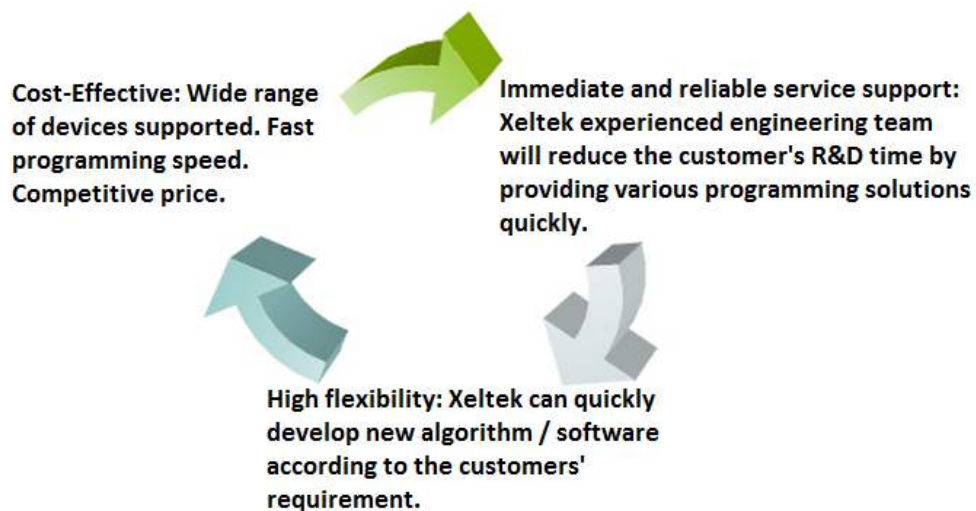 Cost-Effective: Wide range
of devices supported. Fast
programming speed.
Competitive price.
Immediate and reliable service support:
Xeltek experienced engineering team
will reduce the customer's R&D time by
providing various programming solutions
quickly.
High flexibility: Xeltek can quickly
develop new algorithm / software
according to the customers'
requirement.